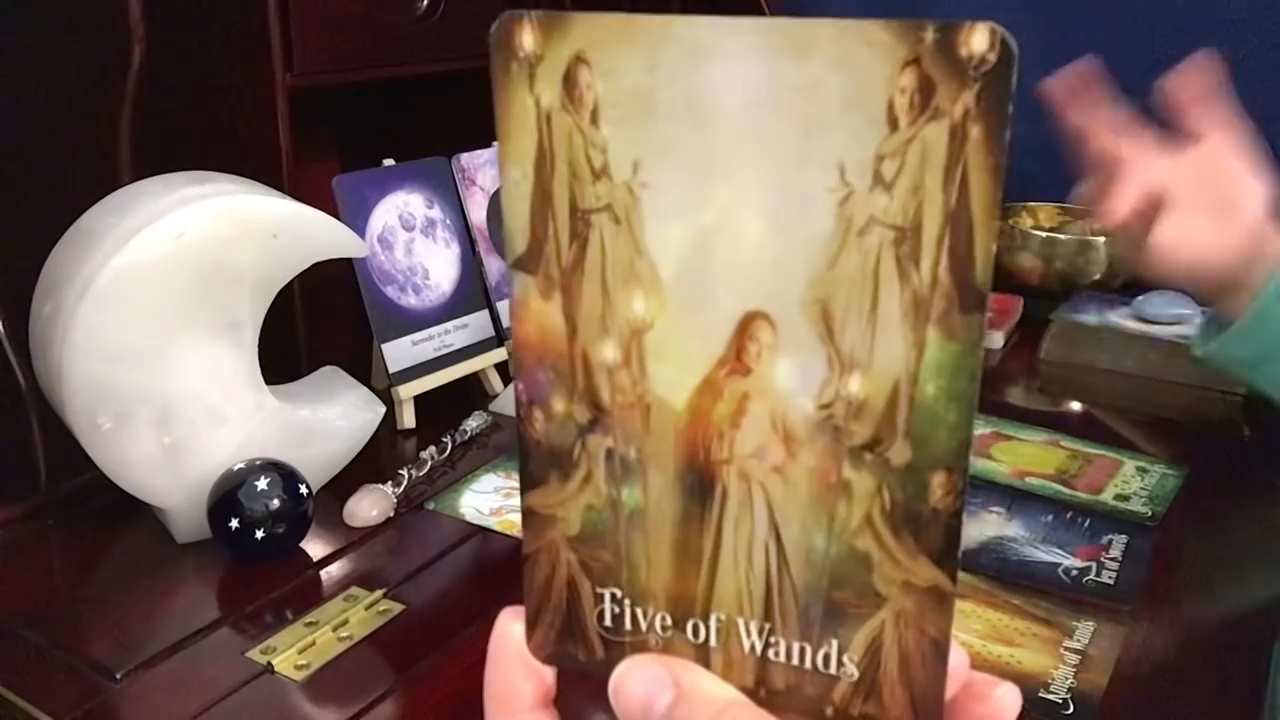 Surrender to the Divine
Five of Wands
Ten of Swords
Knight of Wands